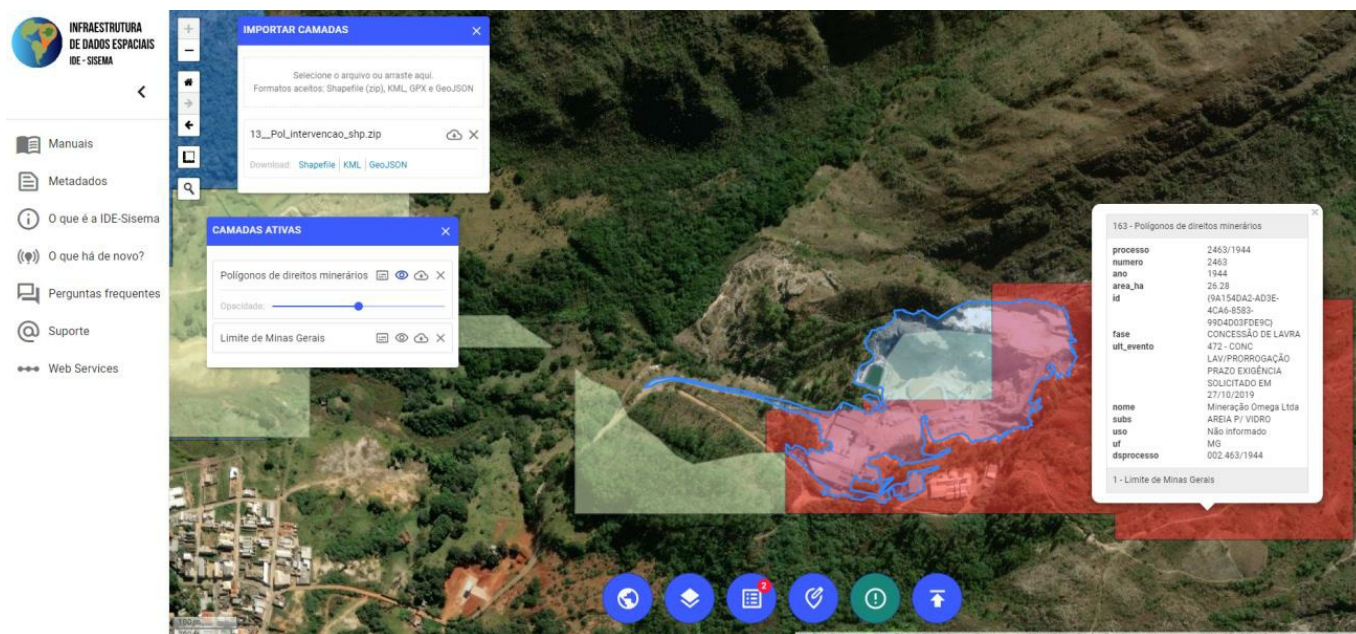 INFRAESTRUTURA
DE DADOS ESPACIAIS
IDE - SISEMA
Manuais
Metadados
O que é a IDE-Sisema
O que há de novo?
Perguntas frequentes
Suporte
Web Services
IMPORTAR CAMADAS
Selecione o arquivo ou arraste aqui.
Formatos aceitos: Shapefile (zip), KML, GPX e GeoJSON
13__Pol_intervencao_shp.zip
Download: Shapefile KML GeoJSON
CAMADAS ATIVAS
Polígonos de direitos minerários
Opacidade:
Limite de Minas Gerais
163 - Polígonos de direitos minerários
processo 2463/1944
numero 2463
ano 1944
area_ha 26.28
id (9A154DA2-AD3E-
4CA6-8583-
99D4D03FDE9C)
fase CONCESSÃO DE LAVRA
ult_evento 472 - CONC
LAV/PRORROGAÇÃO
PRAZO EXIGÊNCIA
SOLICITADO EM
27/10/2019
nome Mineração Omega Ltda
subs AREIA P/ VIDRO
uso Não informado
uf MG
dsprocesso 002.463/1944
1 - Limite de Minas Gerais
2
100 m